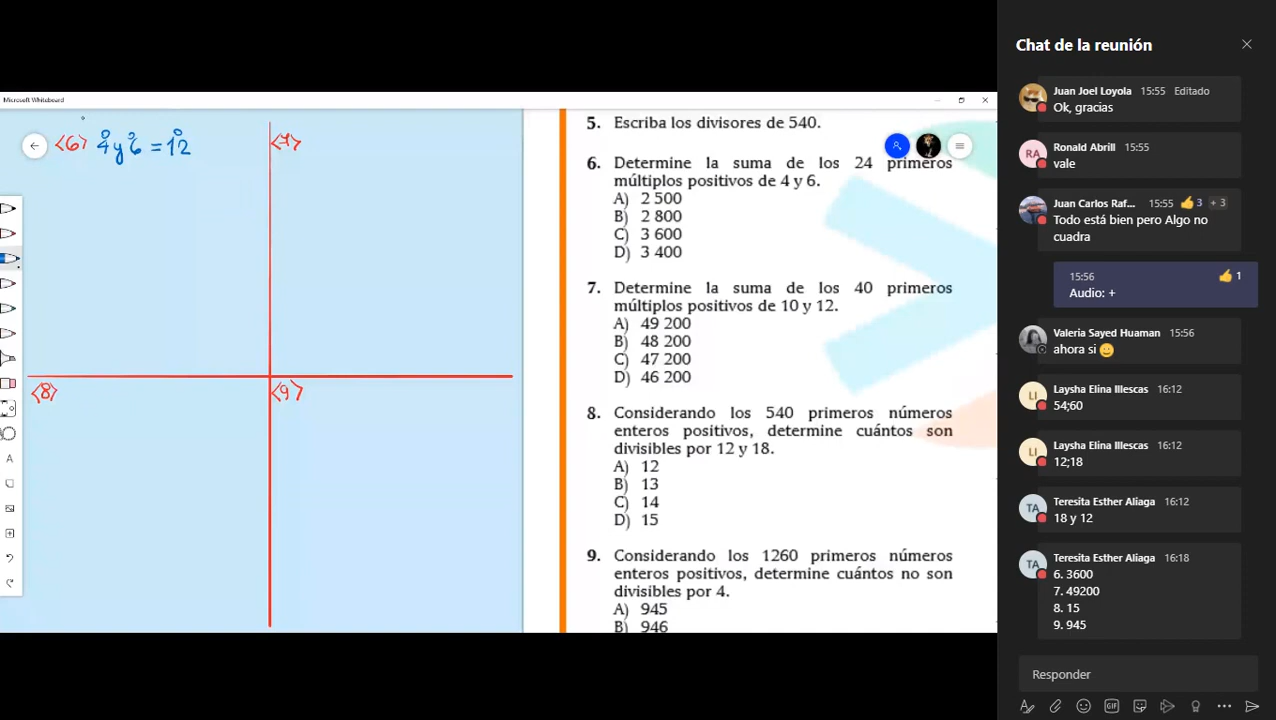 Microsoft Whiteboard
<6> 4̊ y 6̊ = 12̊
<7>
<8>
<9>
A
5. Escriba los divisores de 540.
6. Determine la suma de los 24 primeros
múltiplos positivos de 4 y 6.
A) 2 500
B) 2 800
C) 3 600
D) 3 400
7. Determine la suma de los 40 primeros
múltiplos positivos de 10 y 12.
A) 49 200
B) 48 200
C) 47 200
D) 46 200
8. Considerando los 540 primeros números
enteros positivos, determine cuántos son
divisibles por 12 y 18.
A) 12
B) 13
C) 14
D) 15
9. Considerando los 1260 primeros números
enteros positivos, determine cuántos no son
divisibles por 4.
A) 945
B) 946
Chat de la reunión
Juan Joel Loyola 15:55 Editado
Ok, gracias
RA
Ronald Abrill 15:55
vale
Juan Carlos Raf... 15:55 👍3 + 3
Todo está bien pero Algo no
cuadra
15:56 👍 1
Audio: +
Valeria Sayed Huaman 15:56
ahora si 😊
LI
Laysha Elina Illescas 16:12
54;60
LI
Laysha Elina Illescas 16:12
12;18
TA
Teresita Esther Aliaga 16:12
18 y 12
TA
Teresita Esther Aliaga 16:18
6. 3600
7. 49200
8. 15
9. 945
Responder
GIF